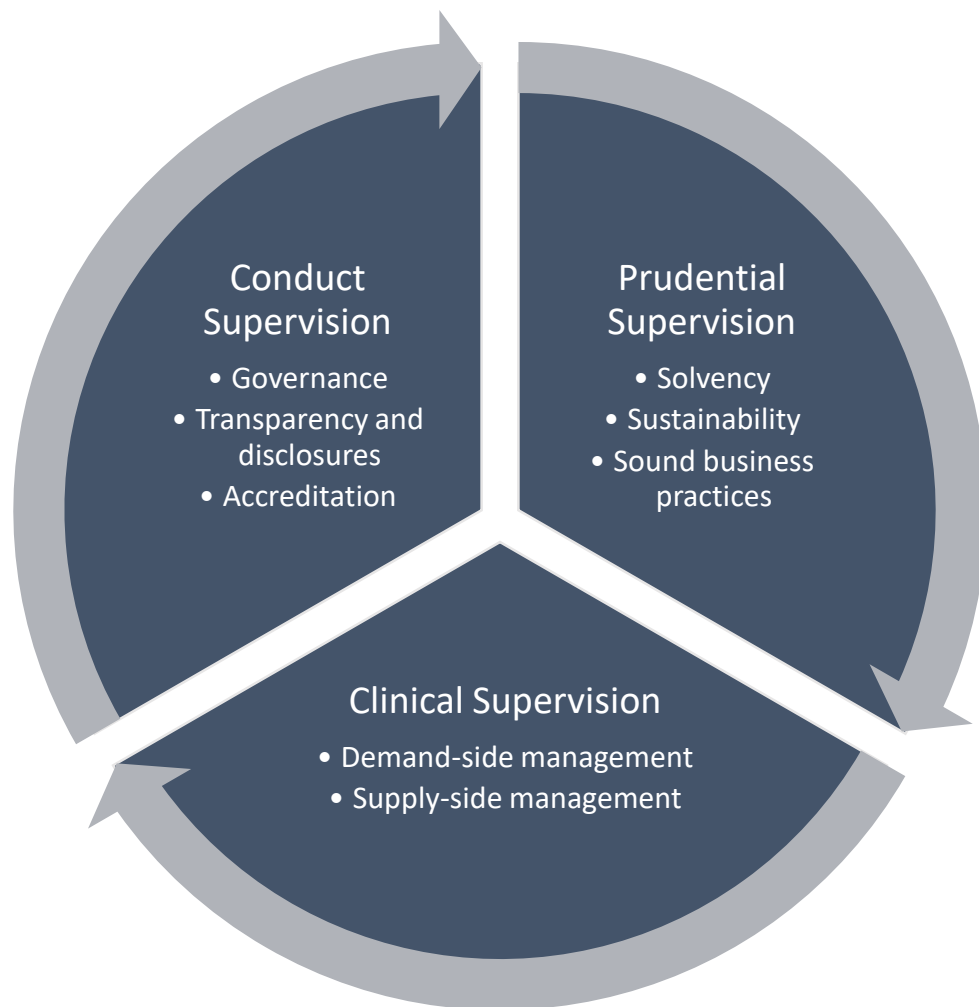 Conduct
Supervision
• Governance
• Transparency and
disclosures
• Accreditation
Prudential
Supervision
• Solvency
• Sustainability
• Sound business
practices
Clinical Supervision
• Demand-side management
• Supply-side management